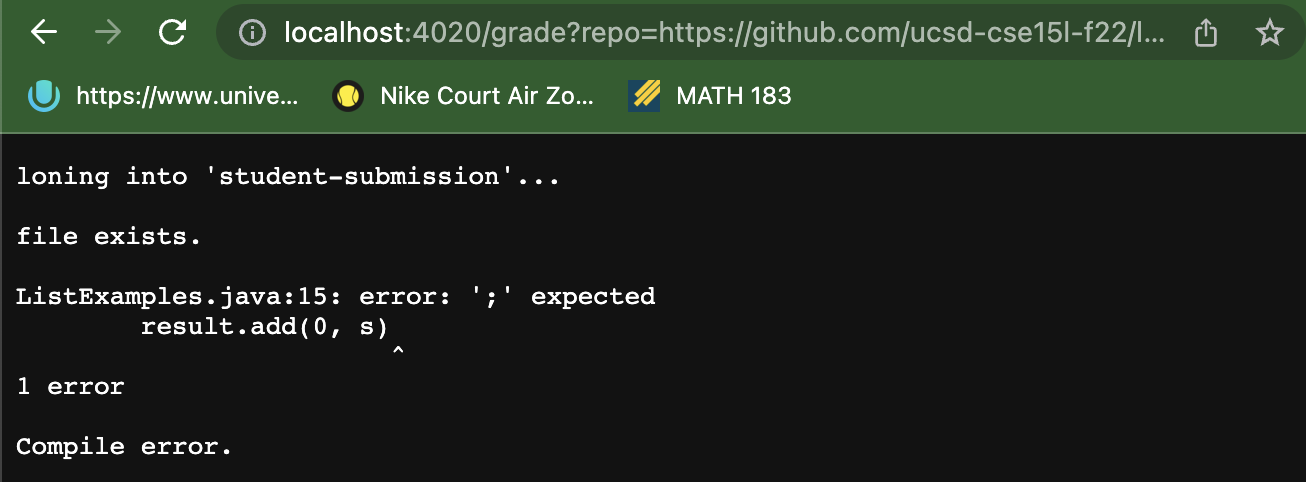 localhost:4020/grade?repo=https://github.com/ucsd-cse15l-f22/l...
https://www.unive... Nike Court Air Zo... MATH 183
loning into 'student-submission'...
file exists.
ListExamples.java:15: error: ';' expected
result.add(0, s)
^
1 error
Compile error.